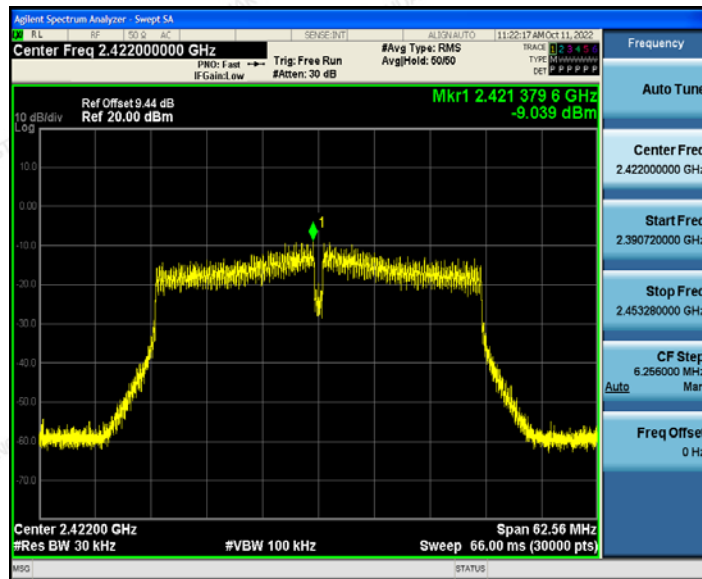 Agilent Spectrum Analyzer - Swept SA
RL RF 50 Ω AC SENSE:INT ALIGN AUTO 11:22:17 AM Oct 11, 2022
Center Freq 2.422000000 GHz
PNO: Fast
IFGain:Low
Trig: Free Run
#Atten: 30 dB
#Avg Type: RMS
Avg|Hold: 50/50
TRACE 1 2 3 4 5 6
TYPE M W W W W W
DET P P P P P P
Ref Offset 9.44 dB
10 dB/div Ref 20.00 dBm
Log
Mkr1 2.421 379 6 GHz
-9.039 dBm
10.0
0.00
-10.0
-20.0
-30.0
-40.0
-50.0
-60.0
-70.0
1
Center 2.42200 GHz Span 62.56 MHz
#Res BW 30 kHz #VBW 100 kHz Sweep 66.00 ms (30000 pts)
MSG STATUS
Frequency
Auto Tune
Center Freq
2.422000000 GHz
Start Freq
2.390720000 GHz
Stop Freq
2.453280000 GHz
CF Step
6.256000 MHz
Auto Man
Freq Offset
0 Hz